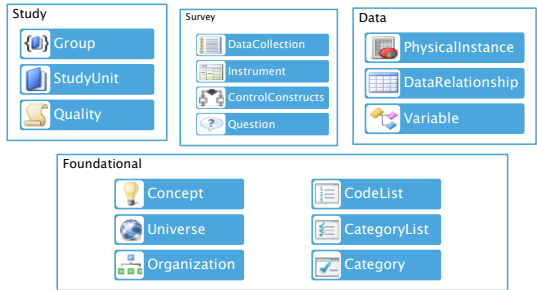 Study
Group
StudyUnit
Quality
Survey
DataCollection
Instrument
ControlConstructs
Question
Data
PhysicalInstance
DataRelationship
Variable
Foundational
Concept
Universe
Organization
CodeList
CategoryList
Category